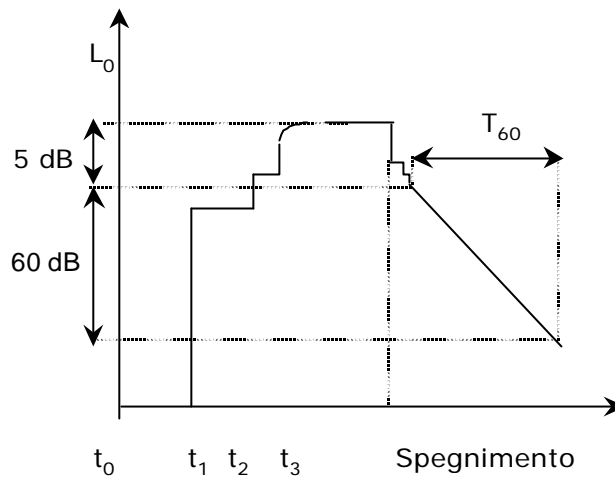 L₀
5 dB
T₆₀
60 dB
t₀ t₁ t₂ t₃ Spegnimento